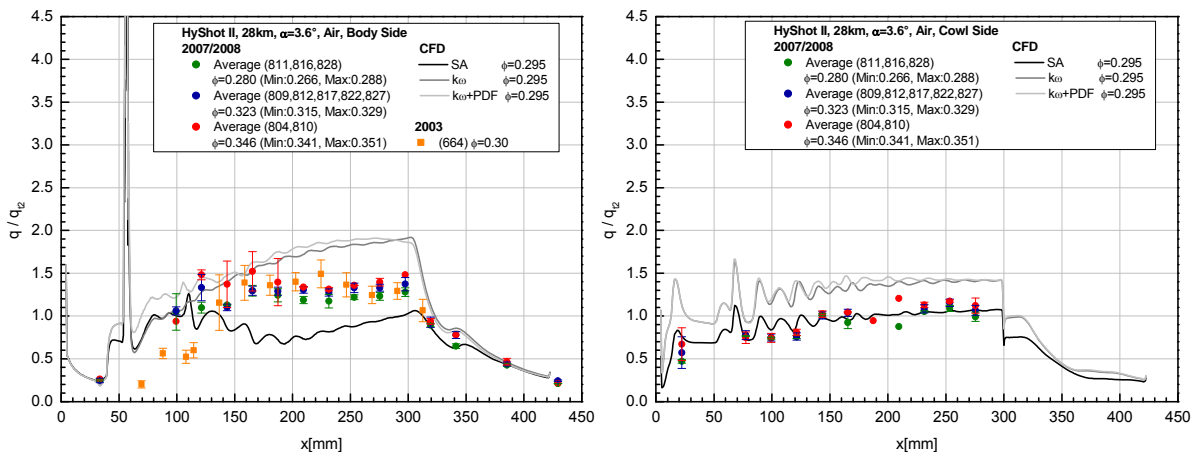 HyShot II, 28km, α=3.6°, Air, Body Side
2007/2008 CFD
Average (811,816,828) SA ϕ=0.295
ϕ=0.280 (Min:0.266, Max:0.288) kω ϕ=0.295
Average (809,812,817,822,827) kω+PDF ϕ=0.295
ϕ=0.323 (Min:0.315, Max:0.329)
Average (804,810) 2003
ϕ=0.346 (Min:0.341, Max:0.351) (664) ϕ=0.30
4.5
4.0
3.5
3.0
2.5
2.0
1.5
1.0
0.5
0.0
q / q_t2
0 50 100 150 200 250 300 350 400 450
x[mm]
HyShot II, 28km, α=3.6°, Air, Cowl Side
2007/2008 CFD
Average (811,816,828) SA ϕ=0.295
ϕ=0.280 (Min:0.266, Max:0.288) kω ϕ=0.295
Average (809,812,817,822,827) kω+PDF ϕ=0.295
ϕ=0.323 (Min:0.315, Max:0.329)
Average (804,810)
ϕ=0.346 (Min:0.341, Max:0.351)
4.5
4.0
3.5
3.0
2.5
2.0
1.5
1.0
0.5
0.0
q / q_t2
0 50 100 150 200 250 300 350 400 450
x[mm]